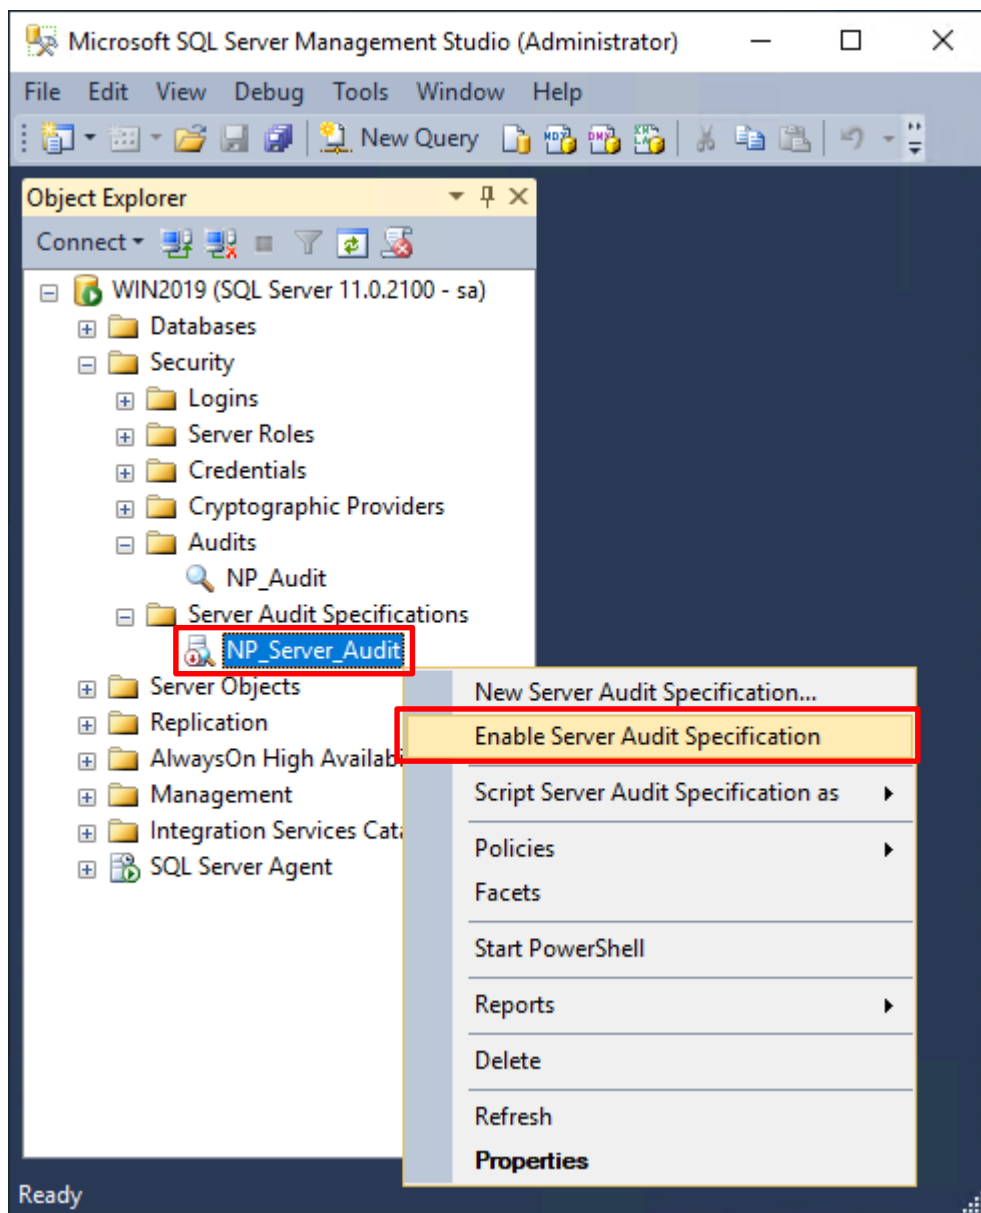 Microsoft SQL Server Management Studio (Administrator)
File Edit View Debug Tools Window Help
New Query
Object Explorer
Connect
WIN2019 (SQL Server 11.0.2100 - sa)
Databases
Security
Logins
Server Roles
Credentials
Cryptographic Providers
Audits
NP_Audit
Server Audit Specifications
NP_Server_Audit
Server Objects
New Server Audit Specification...
Replication
Enable Server Audit Specification
AlwaysOn High Availabi
Management
Script Server Audit Specification as
Integration Services Cata
Policies
SQL Server Agent
Facets
Start PowerShell
Reports
Delete
Refresh
Properties
Ready